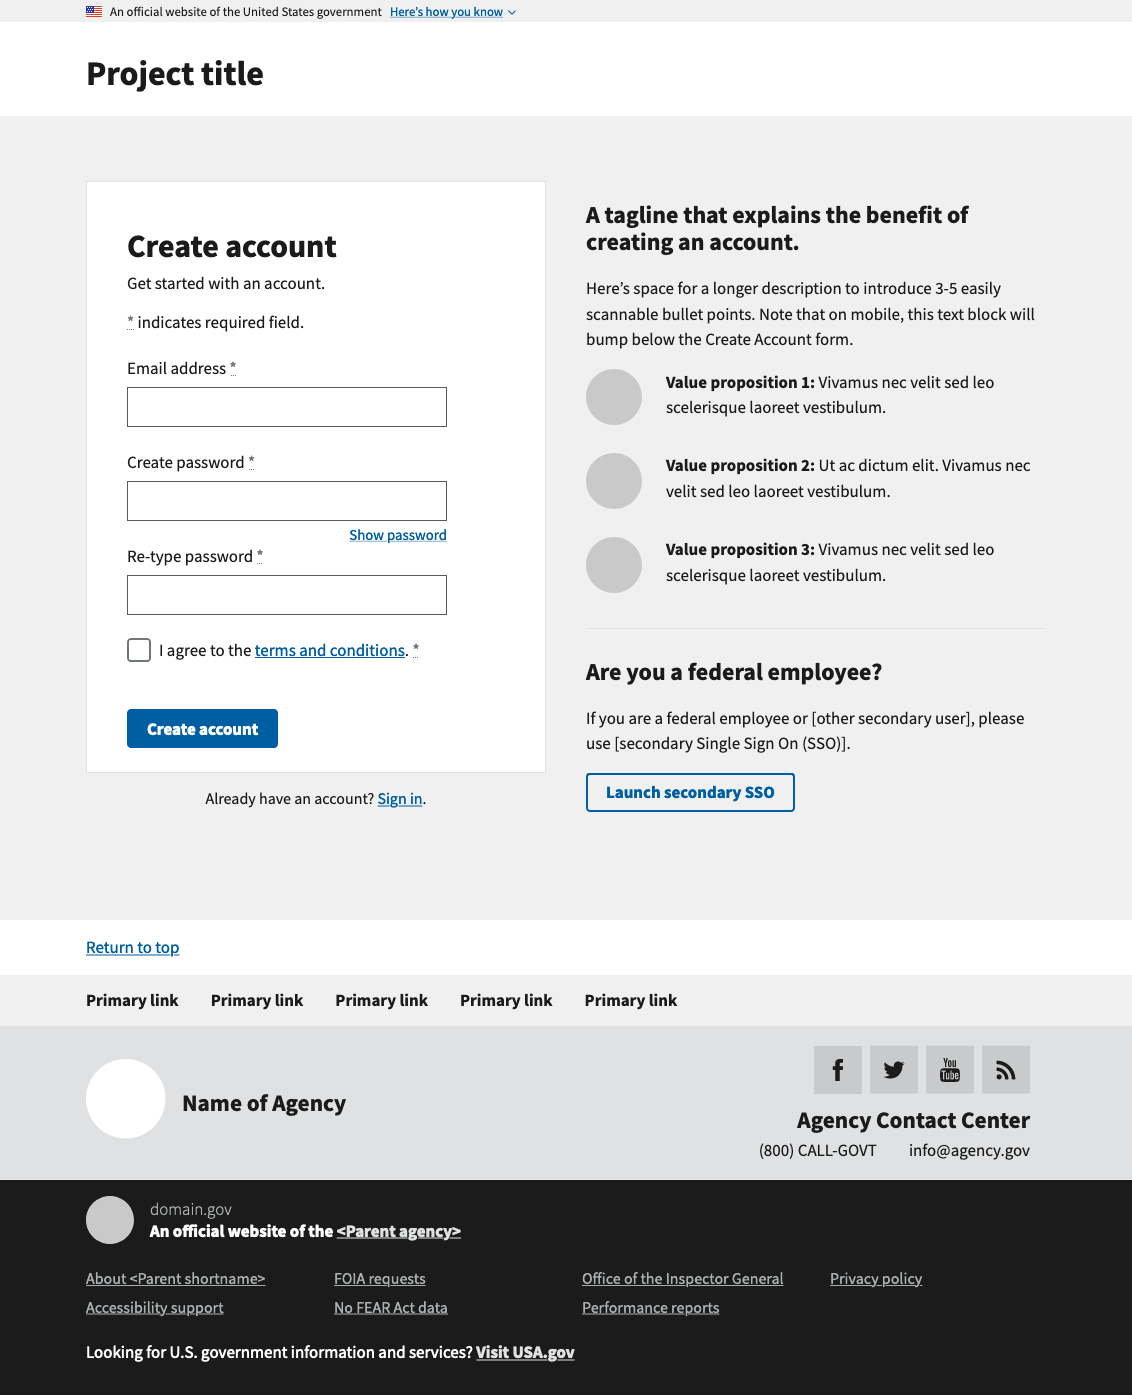 An official website of the United States government Here’s how you know
Project title
Create account
Get started with an account.
* indicates required field.
Email address *
Create password *
Show password
Re-type password *
I agree to the terms and conditions. *
Create account
Already have an account? Sign in.
A tagline that explains the benefit of
creating an account.
Here’s space for a longer description to introduce 3-5 easily
scannable bullet points. Note that on mobile, this text block will
bump below the Create Account form.
Value proposition 1: Vivamus nec velit sed leo
scelerisque laoreet vestibulum.
Value proposition 2: Ut ac dictum elit. Vivamus nec
velit sed leo laoreet vestibulum.
Value proposition 3: Vivamus nec velit sed leo
scelerisque laoreet vestibulum.
Are you a federal employee?
If you are a federal employee or [other secondary user], please
use [secondary Single Sign On (SSO)].
Launch secondary SSO
Return to top
Primary link Primary link Primary link Primary link Primary link
Name of Agency
You
Tube
Agency Contact Center
(800) CALL-GOVT info@agency.gov
domain.gov
An official website of the <Parent agency>
About <Parent shortname> FOIA requests Office of the Inspector General Privacy policy
Accessibility support No FEAR Act data Performance reports
Looking for U.S. government information and services? Visit USA.gov